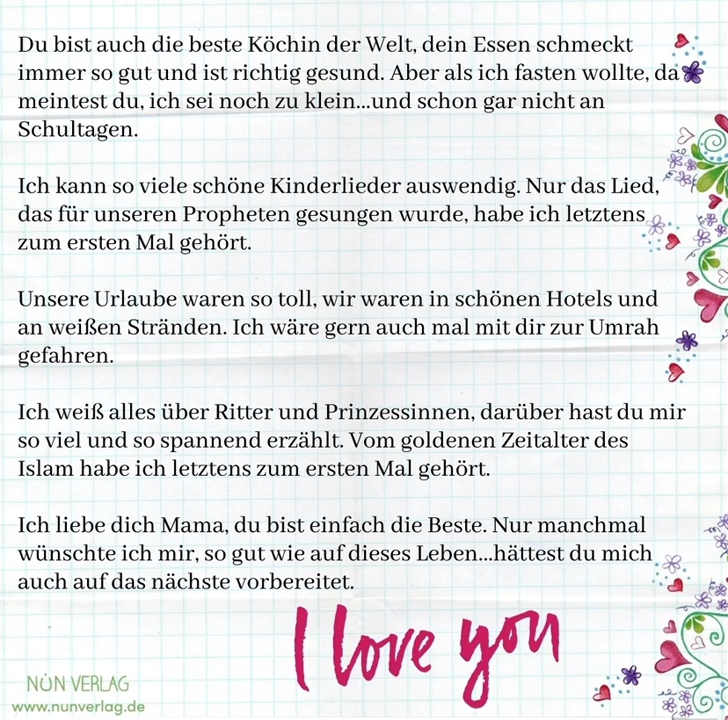 Du bist auch die beste Köchin der Welt, dein Essen schmeckt
immer so gut und ist richtig gesund. Aber als ich fasten wollte, da
meintest du, ich sei noch zu klein...und schon gar nicht an
Schultagen.
Ich kann so viele schöne Kinderlieder auswendig. Nur das Lied,
das für unseren Propheten gesungen wurde, habe ich letztens
zum ersten Mal gehört.
Unsere Urlaube waren so toll, wir waren in schönen Hotels und
an weißen Stränden. Ich wäre gern auch mal mit dir zur Umrah
gefahren.
Ich weiß alles über Ritter und Prinzessinnen, darüber hast du mir
so viel und so spannend erzählt. Vom goldenen Zeitalter des
Islam habe ich letztens zum ersten Mal gehört.
Ich liebe dich Mama, du bist einfach die Beste. Nur manchmal
wünschte ich mir, so gut wie auf dieses Leben...hättest du mich
auch auf das nächste vorbereitet.
I love you
NŪN VERLAG
www.nunverlag.de